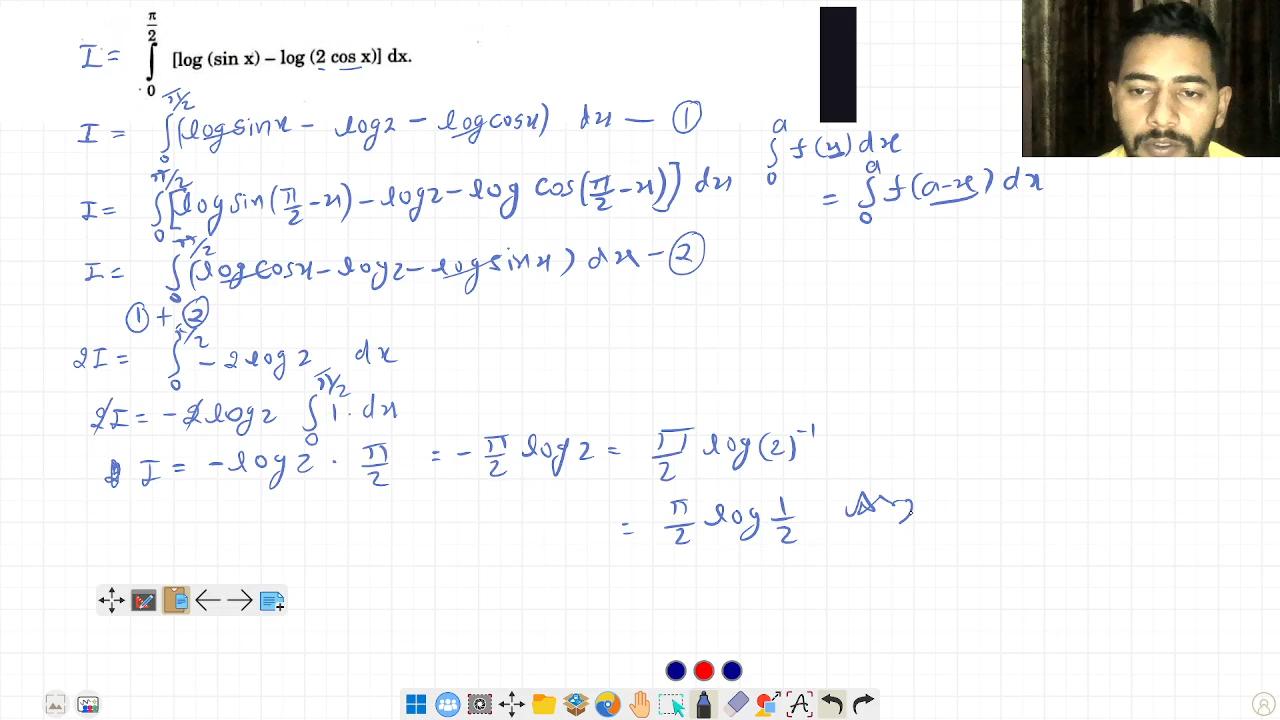 I = ∫₀^(π/2) [log (sin x) – log (2 cos x)] dx.
I = ∫₀^(π/2) (log sin x - log 2 - log cos x) dx — ①
∫₀^a f(x) dx
= ∫₀^a f(a-x) dx
I = ∫₀^(π/2) [log sin(π/2 - x) - log 2 - log cos(π/2 - x)] dx
I = ∫₀^(π/2) (log cos x - log 2 - log sin x) dx — ②
① + ②
2I = ∫₀^(π/2) - 2 log 2 dx
2I = -2 log 2 ∫₀^(π/2) 1. dx
I = - log 2 . π/2 = - π/2 log 2 = π/2 log (2)⁻¹
= π/2 log 1/2 Ans